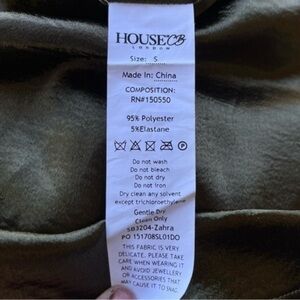 HOUSE OF CB
LONDON
Size: S
Made In: China
COMPOSITION:
RN#150550
95% Polyester
5%Elastane
Do not wash
Do not bleach
Do not dry
Do not iron
Dry clean any solvent
except trichloroethylene
Gentle Dry
Clean Only
SB3204-Zahra
PO 151708SL01DO
THIS FABRIC IS VERY
DELICATE. PLEASE TAKE
CARE WHEN WEARING IT
AND AVOID JEWELLERY
OR ACCESSORIES THAT
MAY CAUSE IT TO SNAG.